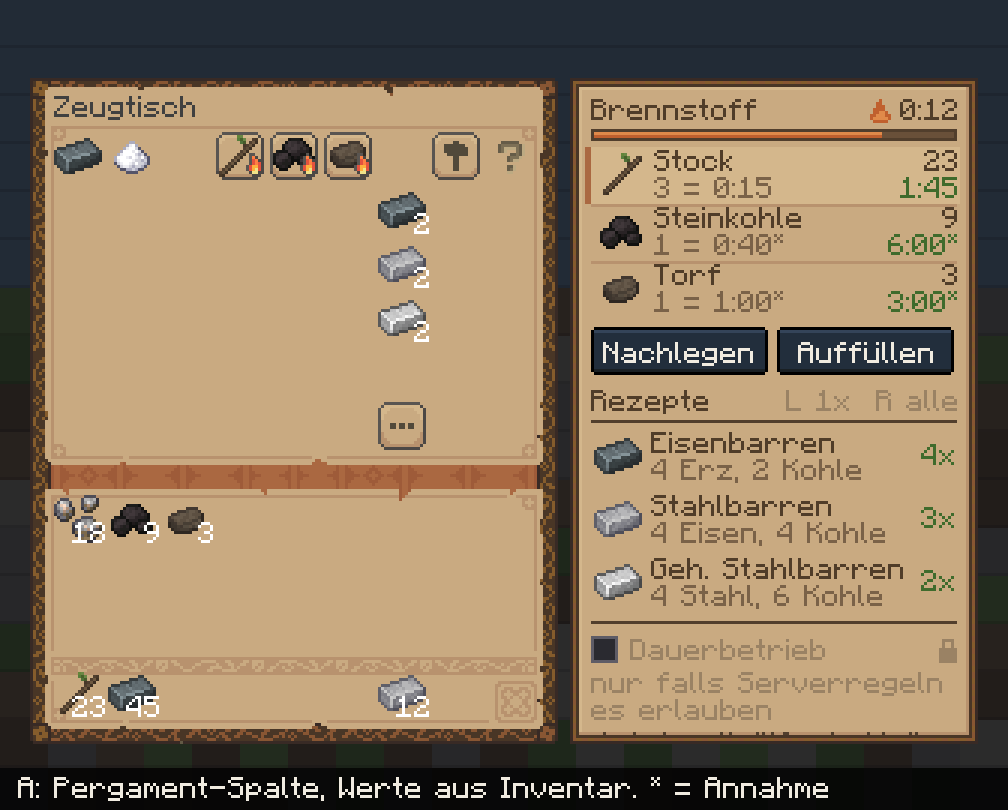 Zeugtisch
?
2
2
2
...
18 9 3
23 45 12
Brennstoff 0:12
Stock 23
3 = 0:15 1:45
Steinkohle 9
1 = 0:40* 6:00*
Torf 3
1 = 1:00* 3:00*
Nachlegen Auffüllen
Rezepte L 1x R alle
Eisenbarren
4 Erz, 2 Kohle 4x
Stahlbarren
4 Eisen, 4 Kohle 3x
Geh. Stahlbarren
4 Stahl, 6 Kohle 2x
Dauerbetrieb
nur falls Serverregeln
es erlauben
A: Pergament-Spalte, Werte aus Inventar. * = Annahme